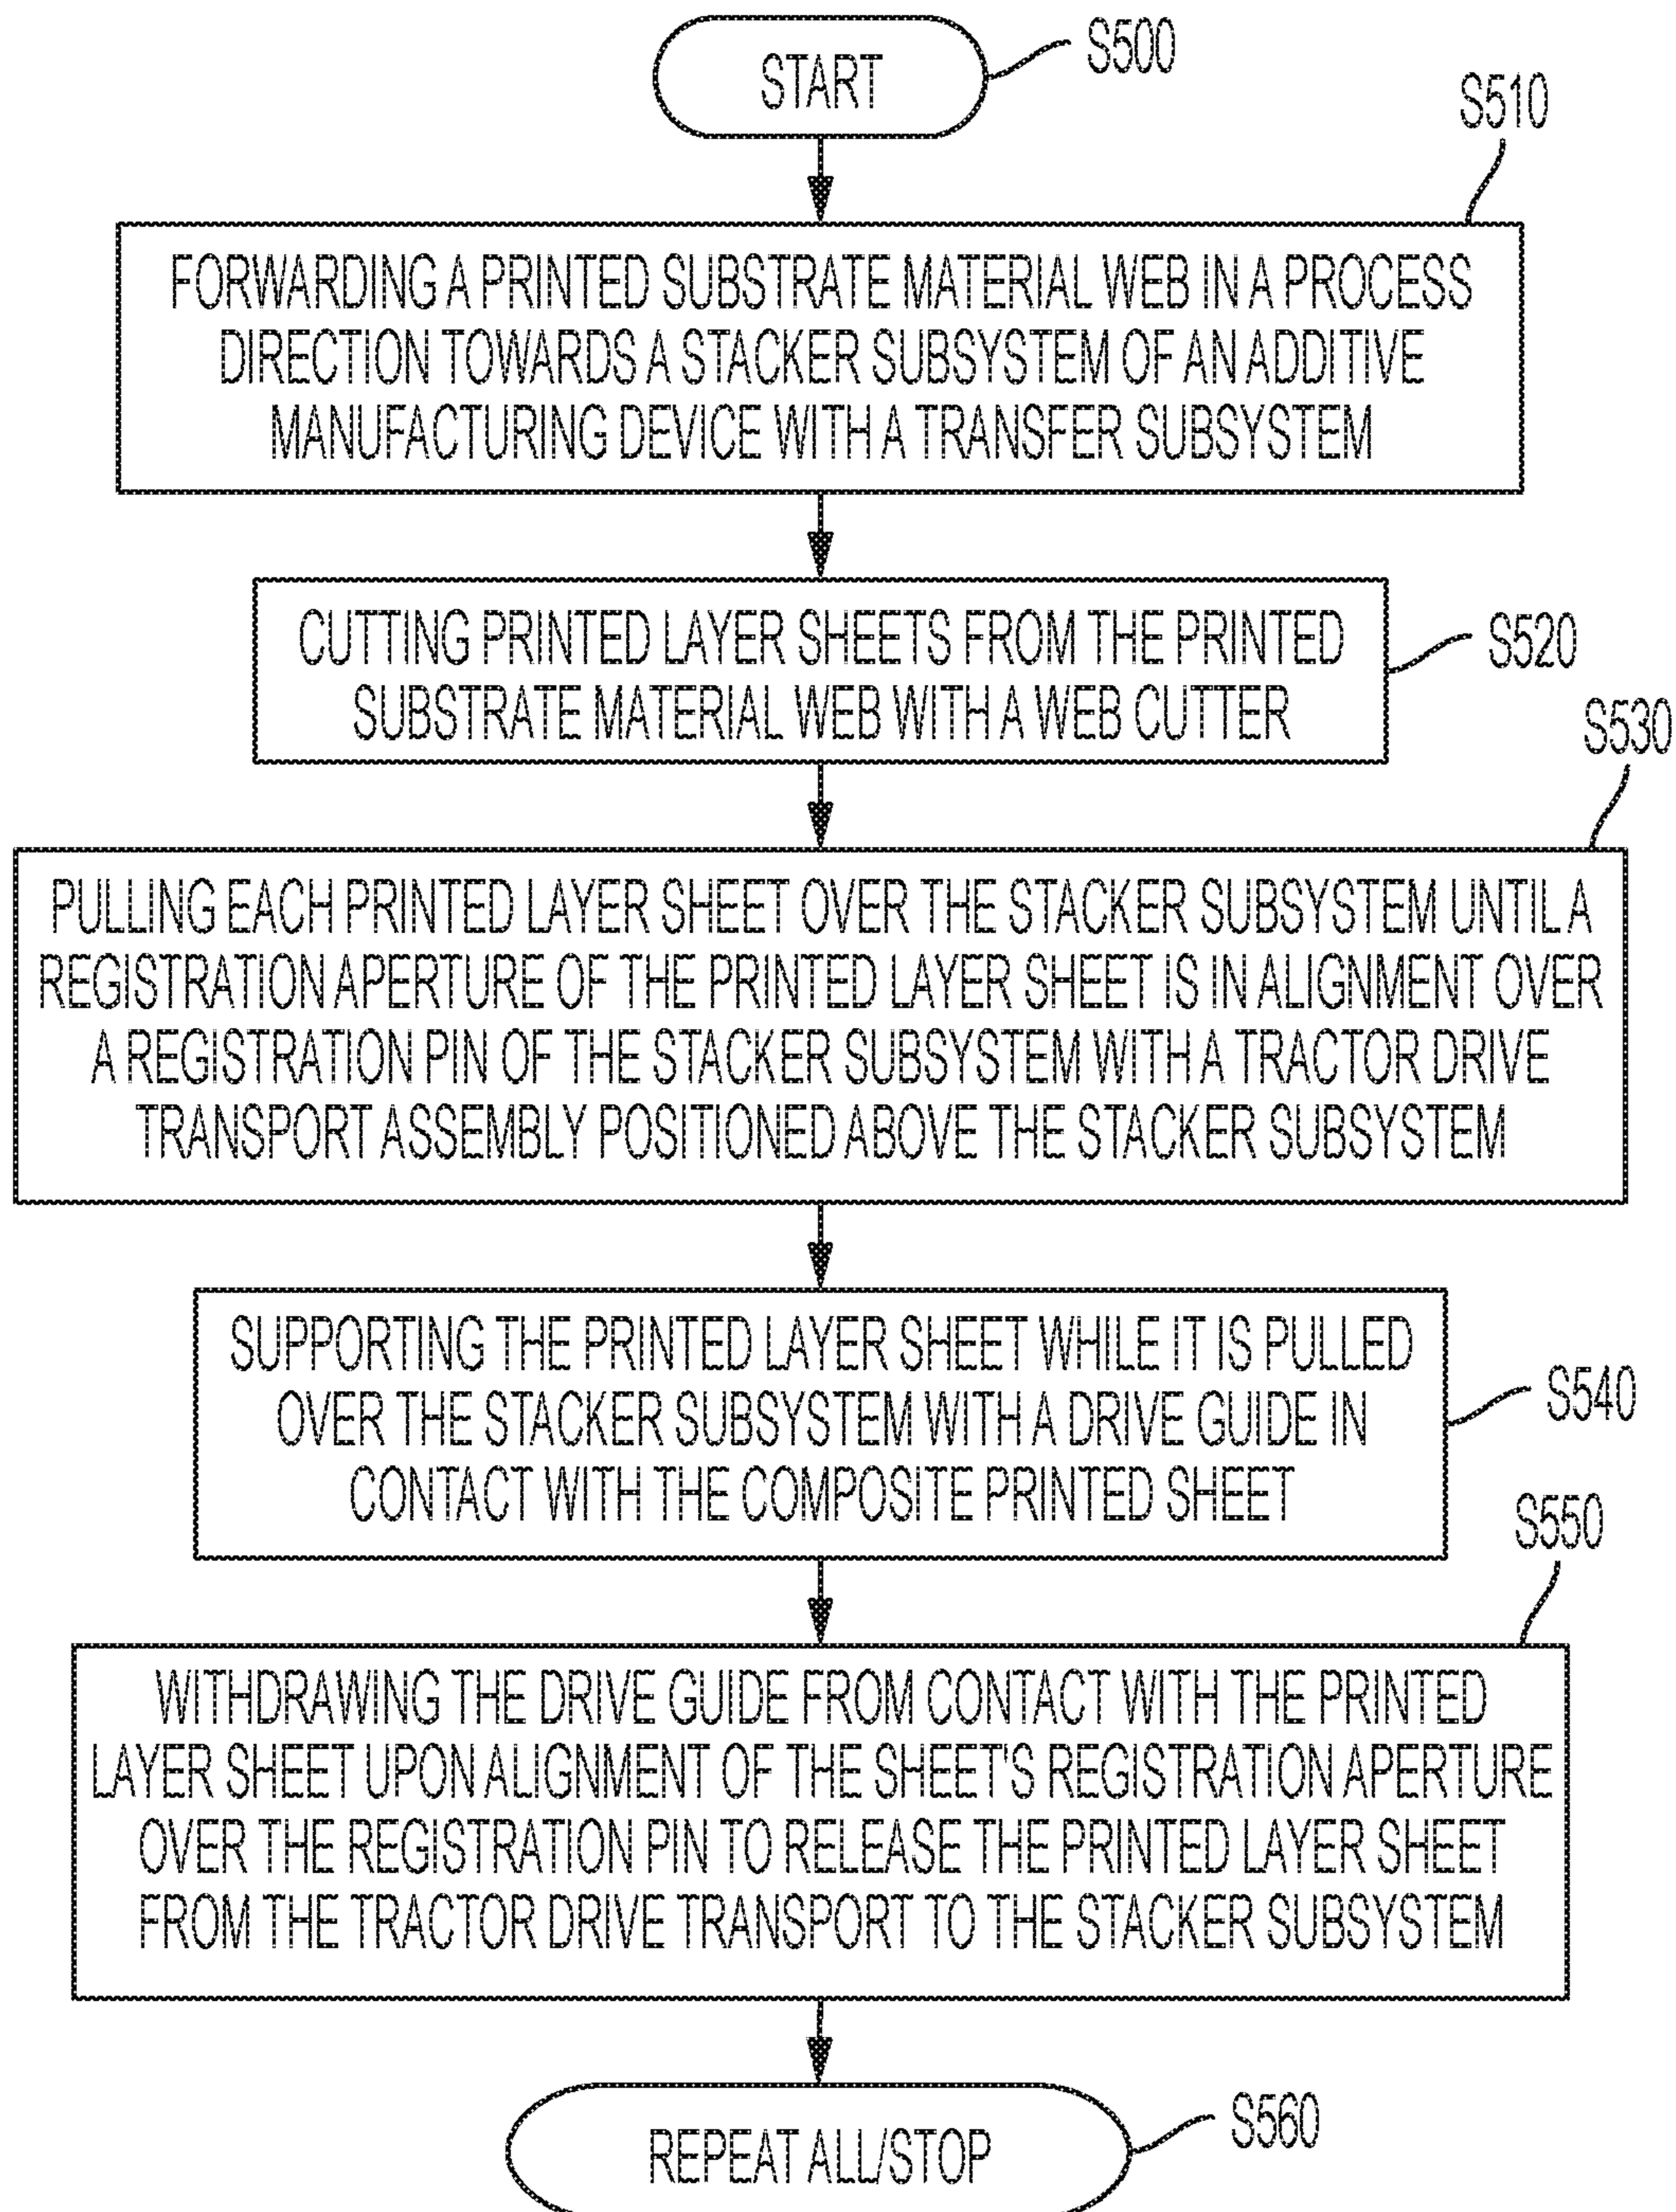 START
S500
S510
FORWARDING A PRINTED SUBSTRATE MATERIAL WEB IN A PROCESS
DIRECTION TOWARDS A STACKER SUBSYSTEM OF AN ADDITIVE
MANUFACTURING DEVICE WITH A TRANSFER SUBSYSTEM
CUTTING PRINTED LAYER SHEETS FROM THE PRINTED
SUBSTRATE MATERIAL WEB WITH A WEB CUTTER
S520
S530
PULLING EACH PRINTED LAYER SHEET OVER THE STACKER SUBSYSTEM UNTIL A
REGISTRATION APERTURE OF THE PRINTED LAYER SHEET IS IN ALIGNMENT OVER
A REGISTRATION PIN OF THE STACKER SUBSYSTEM WITH A TRACTOR DRIVE
TRANSPORT ASSEMBLY POSITIONED ABOVE THE STACKER SUBSYSTEM
SUPPORTING THE PRINTED LAYER SHEET WHILE IT IS PULLED
OVER THE STACKER SUBSYSTEM WITH A DRIVE GUIDE IN
CONTACT WITH THE COMPOSITE PRINTED SHEET
S540
S550
WITHDRAWING THE DRIVE GUIDE FROM CONTACT WITH THE PRINTED
LAYER SHEET UPON ALIGNMENT OF THE SHEET'S REGISTRATION APERTURE
OVER THE REGISTRATION PIN TO RELEASE THE PRINTED LAYER SHEET
FROM THE TRACTOR DRIVE TRANSPORT TO THE STACKER SUBSYSTEM
REPEAT ALL/STOP
S560